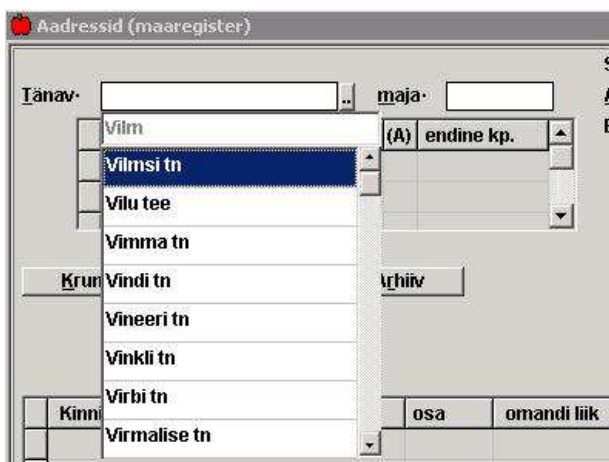 Aadressid (maaregister)
Tänav· .. maja·
Vilm
(A) endine kp.
Vilmsi tn
Vilu tee
Vimma tn
Vindi tn
Vineeri tn
Vinkli tn
Virbi tn
Virmalise tn
Krun
Arhiiv
Kinni
osa omandi liik